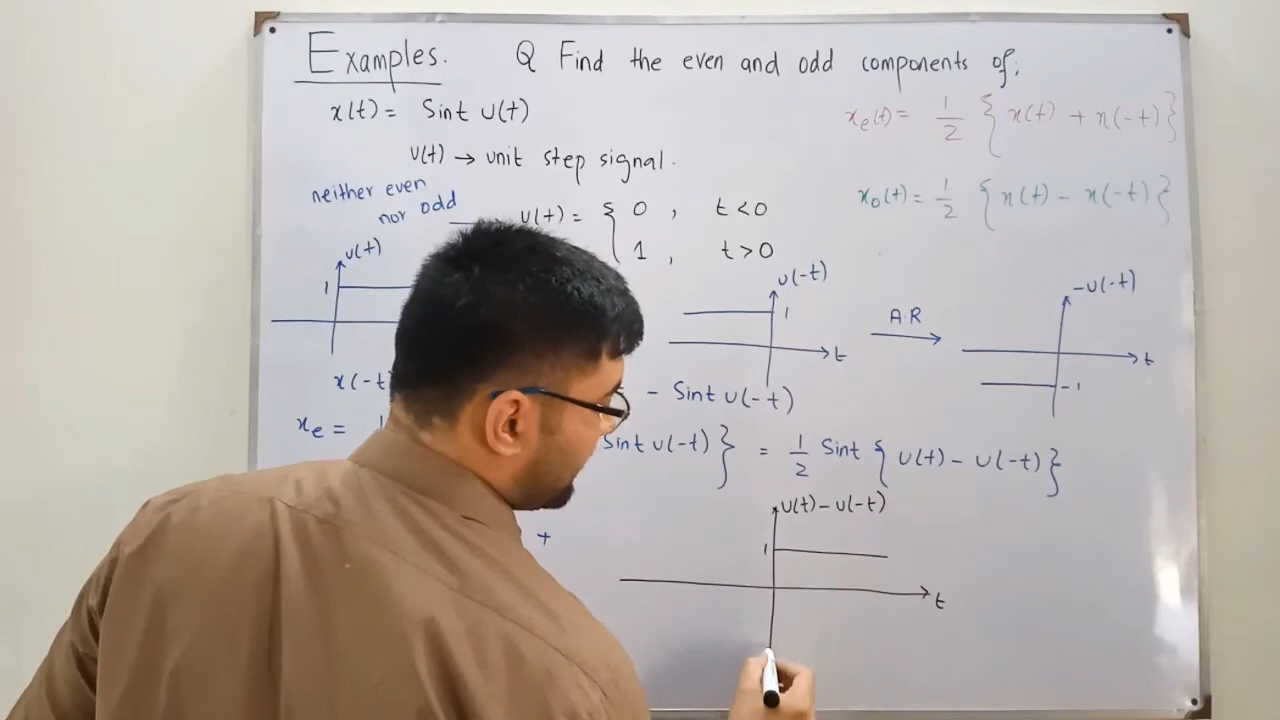 Examples. Q Find the even and odd components of;
x(t) = Sint u(t)
xe(t) = 1/2 { x(t) + x(-t) }
u(t) → unit step signal.
neither even
nor odd
xo(t) = 1/2 { x(t) - x(-t) }
u(t) = { 0 , t < 0
1 , t > 0
u(t)
1
u(-t)
1
t
A.R
-u(-t)
t
-1
x(-t)
- Sint u(-t)
xe =
Sint u(-t) } = 1/2 Sint { u(t) - u(-t) }
+
u(t) - u(-t)
1
t